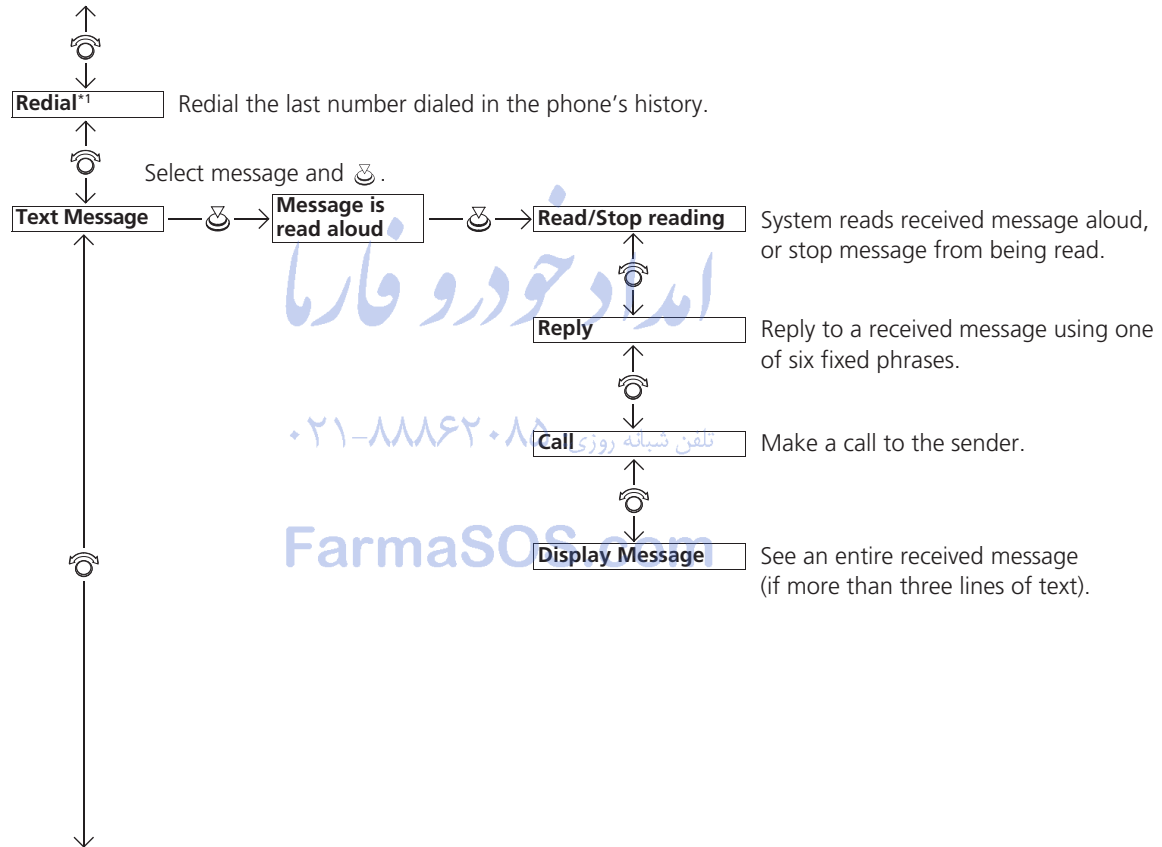 Redial*1 Redial the last number dialed in the phone's history.
Select message and .
Text Message
Message is
read aloud
Read/Stop reading
System reads received message aloud,
or stop message from being read.
امداد خودرو فارما
Reply
Reply to a received message using one
of six fixed phrases.
تلفن شبانه روزی ۰۲۱-۸۸۸۶۲۰۸۵
Call
Make a call to the sender.
FarmaSOS.com
Display Message
See an entire received message
(if more than three lines of text).